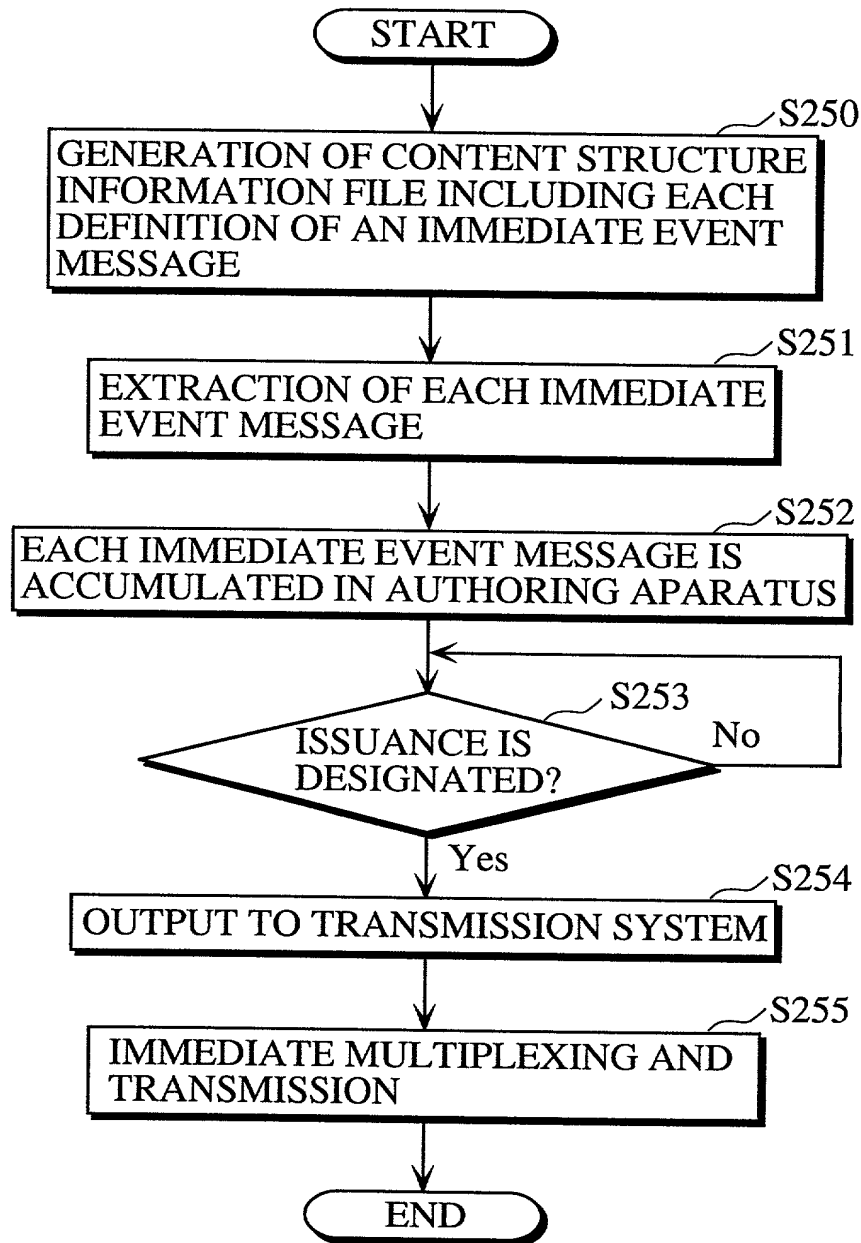 START
S250
GENERATION OF CONTENT STRUCTURE
INFORMATION FILE INCLUDING EACH
DEFINITION OF AN IMMEDIATE EVENT
MESSAGE
S251
EXTRACTION OF EACH IMMEDIATE
EVENT MESSAGE
S252
EACH IMMEDIATE EVENT MESSAGE IS
ACCUMULATED IN AUTHORING APARATUS
S253
ISSUANCE IS
DESIGNATED?
No
Yes
S254
OUTPUT TO TRANSMISSION SYSTEM
S255
IMMEDIATE MULTIPLEXING AND
TRANSMISSION
END